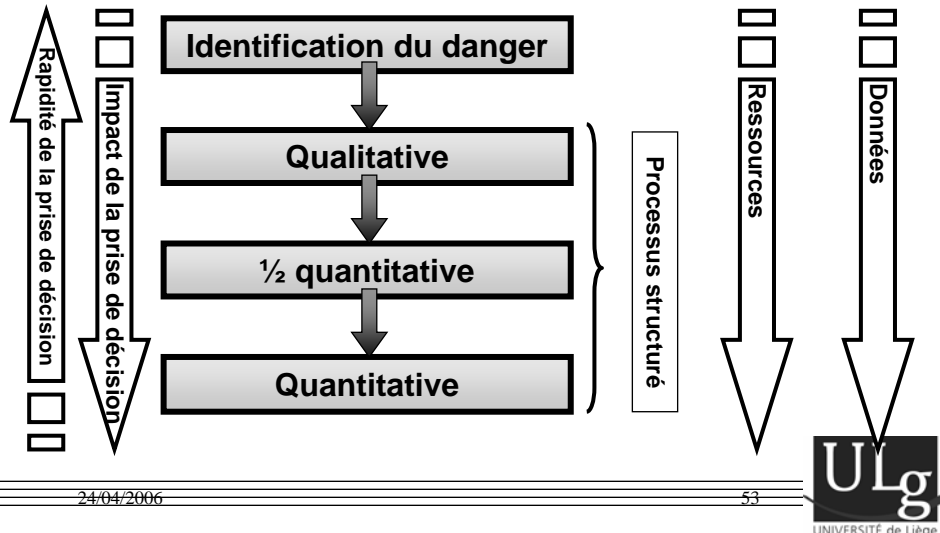 Rapidité de la prise de décision
Impact de la prise de décision
Identification du danger
Qualitative
½ quantitative
Quantitative
Processus structuré
Ressources
Données
24/04/2006
53
ULg
UNIVERSITÉ de Liège